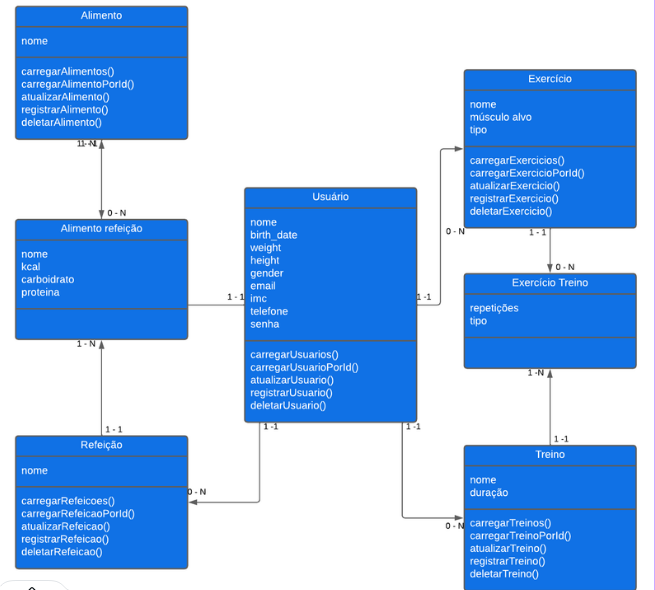 Alimento
nome
carregarAlimentos()
carregarAlimentoPorId()
atualizarAlimento()
registrarAlimento()
deletarAlimento()
0 - N
Alimento refeição
nome
kcal
carboidrato
proteina
1 - N
1 - 1
Refeição
nome
carregarRefeicoes()
carregarRefeicaoPorId()
atualizarRefeicao()
registrarRefeicao()
deletarRefeicao()
Usuário
nome
birth_date
weight
height
gender
email
imc
telefone
senha
carregarUsuarios()
carregarUsuarioPorId()
atualizarUsuario()
registrarUsuario()
deletarUsuario()
1 - 1
1 -1
1 -1
1 -1
0 - N
0 - N
0 - N
Exercício
nome
músculo alvo
tipo
carregarExercicios()
carregarExercicioPorId()
atualizarExercicio()
registrarExercicio()
deletarExercicio()
1 - 1
0 - N
Exercício Treino
repetições
tipo
1 -N
1 -1
Treino
nome
duração
carregarTreinos()
carregarTreinoPorId()
atualizarTreino()
registrarTreino()
deletarTreino()